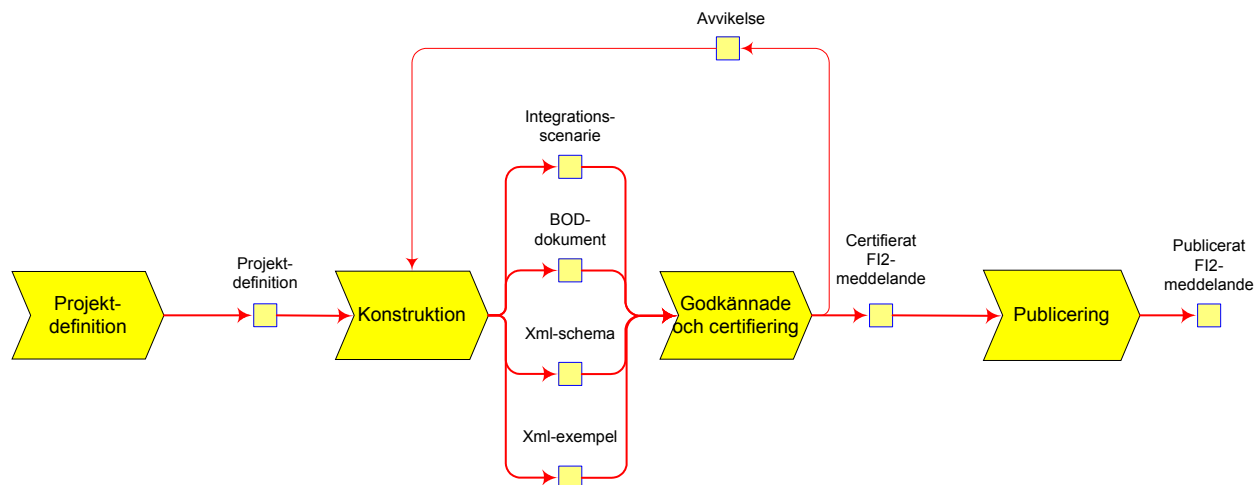 Avvikelse
Integrations-
scenarie
BOD-
dokument
Projekt-
definition
Projekt-
definition
Konstruktion
Xml-schema
Xml-exempel
Godkännade
och certifiering
Certifierat
FI2-
meddelande
Publicering
Publicerat
FI2-
meddelande